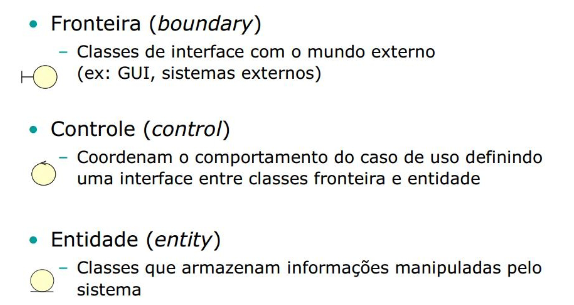 • Fronteira (boundary)
– Classes de interface com o mundo externo
(ex: GUI, sistemas externos)
• Controle (control)
– Coordenam o comportamento do caso de uso definindo
uma interface entre classes fronteira e entidade
• Entidade (entity)
– Classes que armazenam informações manipuladas pelo
sistema